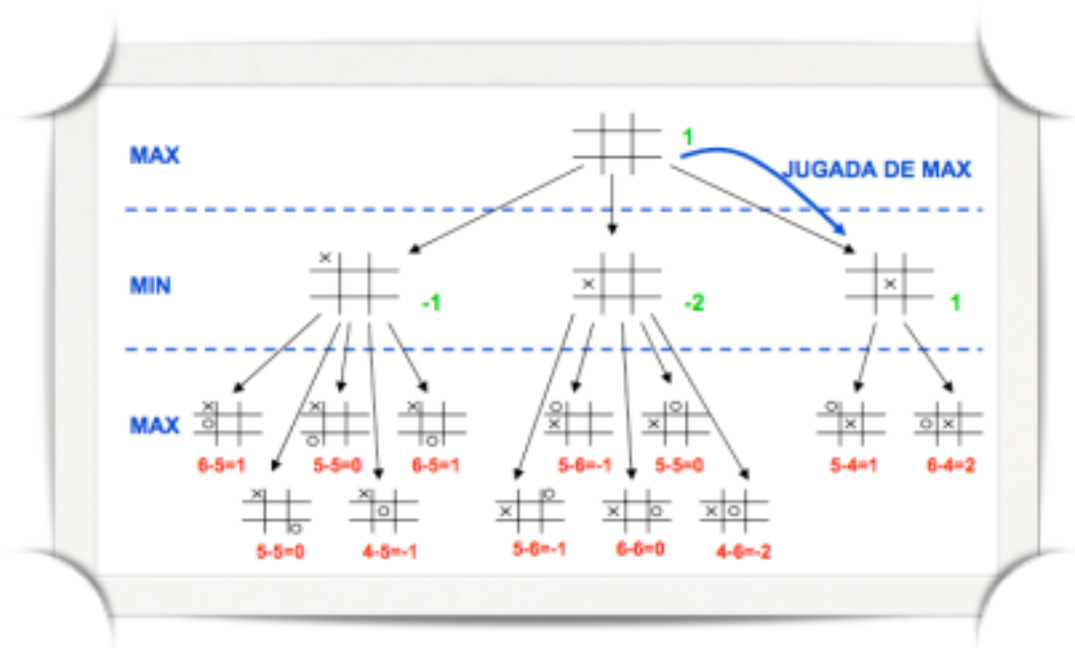 1
MAX
JUGADA DE MAX
X
X
X
MIN
-1
-2
1
X
X
X
O
X
O
O
X
O
MAX
O
X
X
O
X
O
X
O
6-5=1
5-5=0
6-5=1
5-6=-1
5-5=0
5-4=1
6-4=2
X
X
O
O
X
X
O
X
O
O
5-5=0
4-5=-1
5-6=-1
6-6=0
4-6=-2